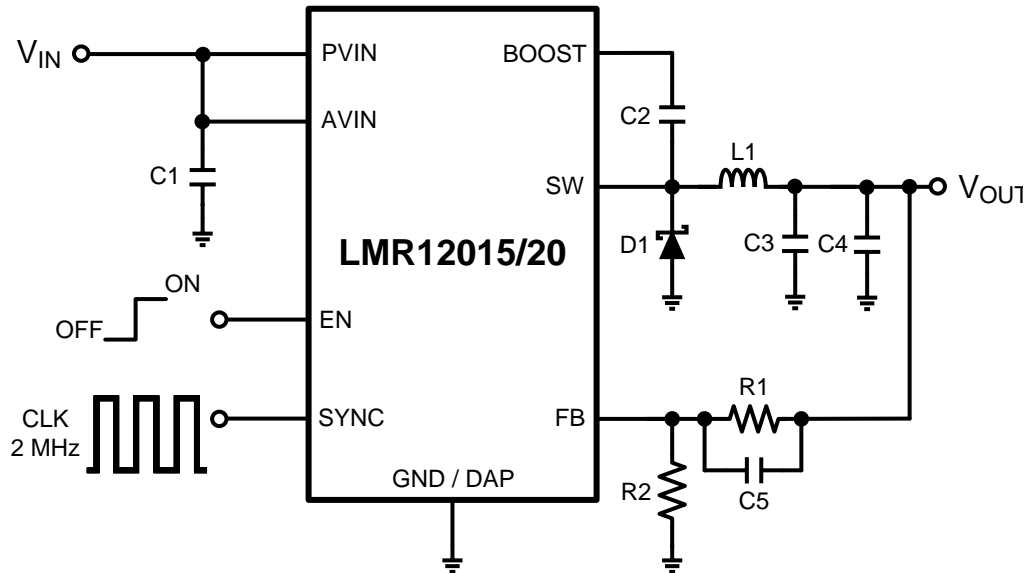 VIN
PVIN
BOOST
AVIN
C2
C1
L1
SW
VOUT
D1
C3
C4
LMR12015/20
ON
OFF
EN
R1
CLK
2 MHz
SYNC
FB
GND / DAP
R2
C5